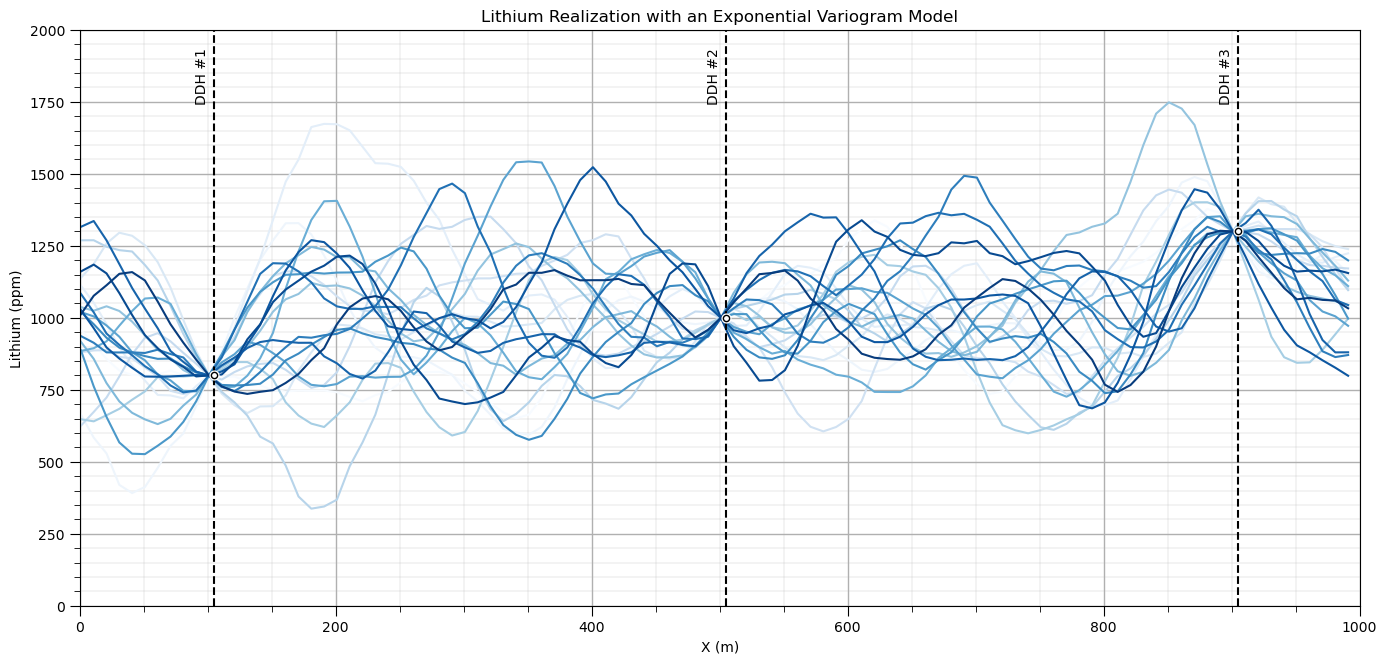 Lithium Realization with an Exponential Variogram Model
2000
1750
1500
1250
1000
750
500
250
0
Lithium (ppm)
DDH #1
DDH #2
DDH #3
0
200
400
600
800
1000
X (m)